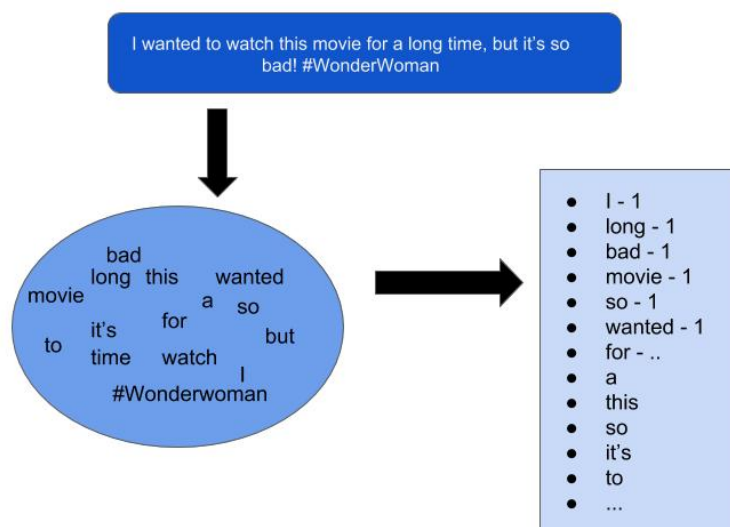 I wanted to watch this movie for a long time, but it's so
bad! #WonderWoman
bad
long this wanted
movie
a so
for
it's
but
to
time watch
I
#Wonderwoman
● I - 1
● long - 1
● bad - 1
● movie - 1
● so - 1
● wanted - 1
● for - ..
● a
● this
● so
● it's
● to
● ...